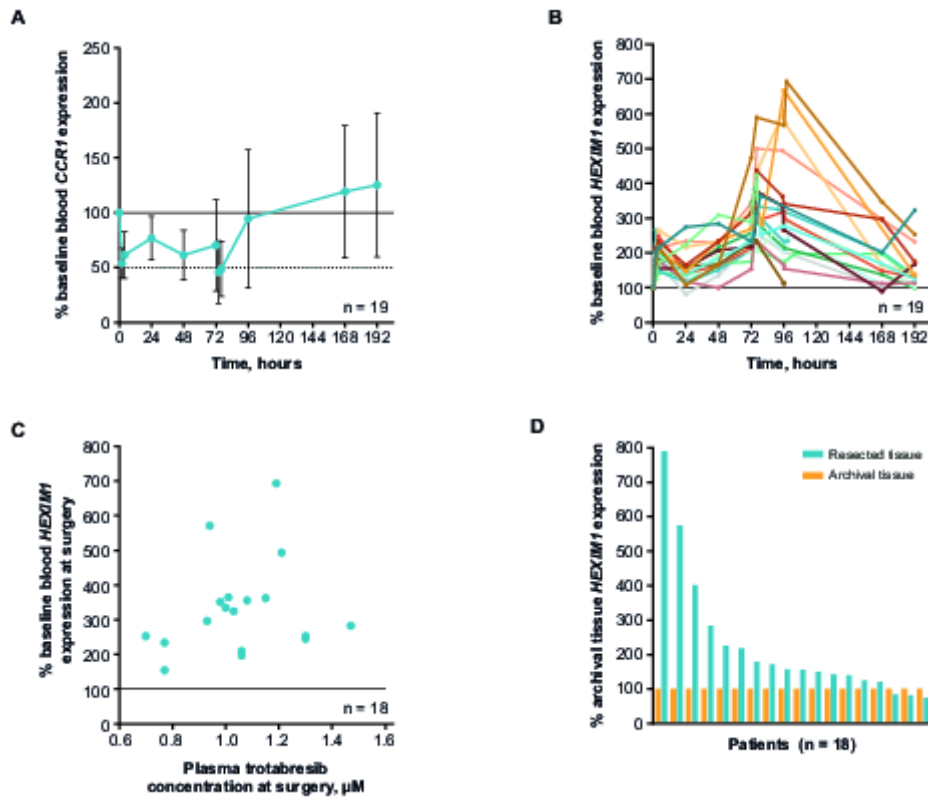 A
% baseline blood CCR1 expression
250
200
150
100
50
0
0 24 48 72 96 120 144 168 192
Time, hours
n = 19
B
% baseline blood HEXIM1 expression
800
700
600
500
400
300
200
100
0
0 24 48 72 96 120 144 168 192
Time, hours
n = 19
C
% baseline blood HEXIM1
expression at surgery
800
700
600
500
400
300
200
100
0
0.6 0.8 1.0 1.2 1.4 1.6
n = 18
Plasma trotabresib
concentration at surgery, µM
D
% archival tissue HEXIM1 expression
800
700
600
500
400
300
200
100
0
Resected tissue
Archival tissue
Patients (n = 18)